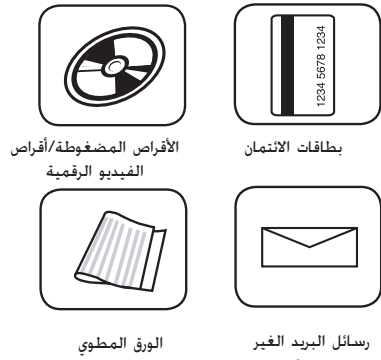 1234 5678 1234
بطاقات الائتمان
الأقراص المضغوطة/أقراص
الفيديو الرقمية
رسائل البريد الغير
الورق المطوي